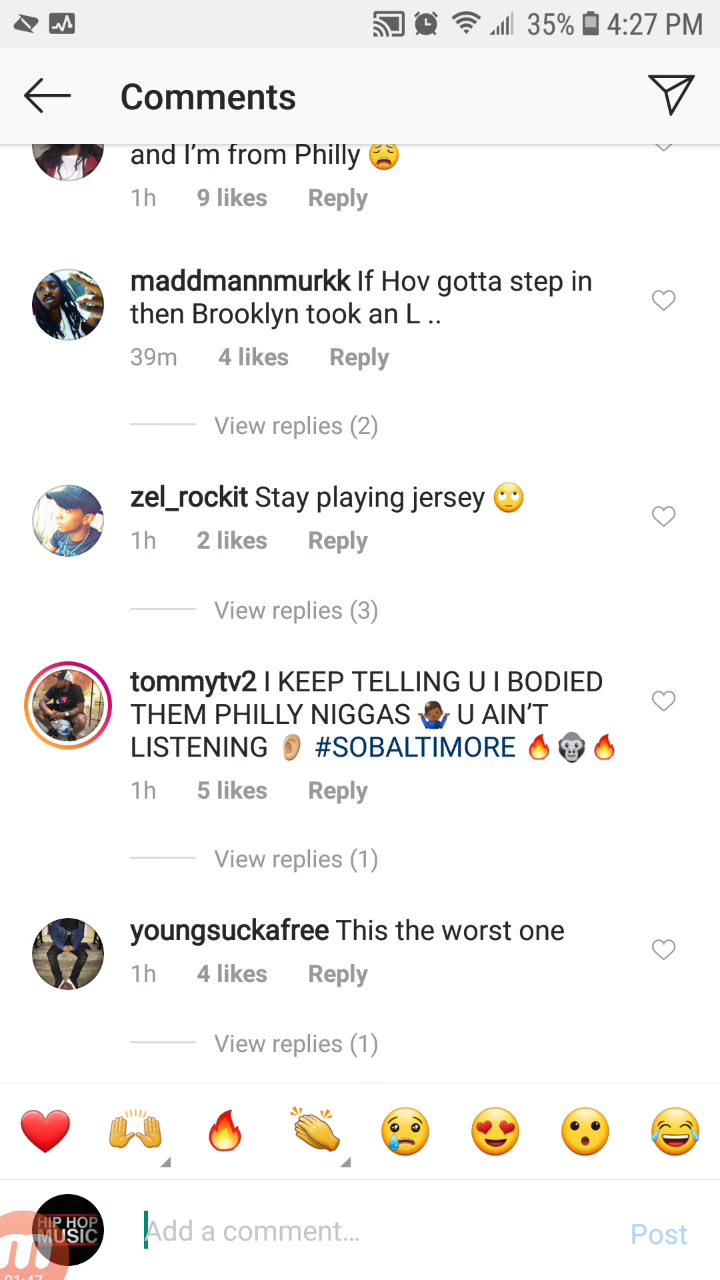 35% 4:27 PM
Comments
and I'm from Philly 😩
1h 9 likes Reply
maddmannmurkk If Hov gotta step in
then Brooklyn took an L ..
39m 4 likes Reply
View replies (2)
zel_rockit Stay playing jersey 🙄
1h 2 likes Reply
View replies (3)
tommytv2 I KEEP TELLING U I BODIED
THEM PHILLY NIGGAS 🤷🏾‍♂️ U AIN'T
LISTENING 👂🏼 #SOBALTIMORE 🔥🦍🔥
1h 5 likes Reply
View replies (1)
youngsuckafree This the worst one
1h 4 likes Reply
View replies (1)
HIP HOP
MUSIC
Add a comment...
Post
m
01:47